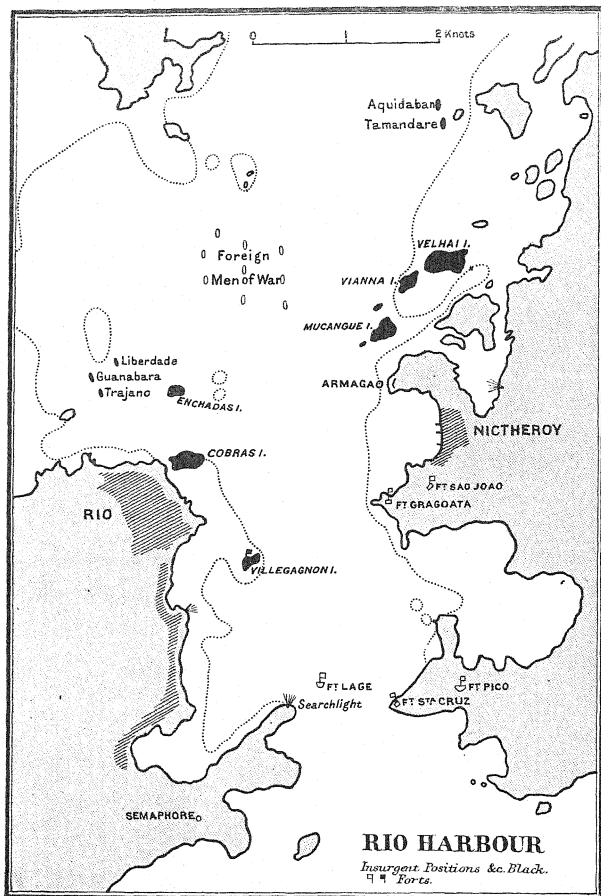 0 1 2 Knots
Aquidaban
Tamandare
VELHAI I.
Foreign
Men of War
VIANNA I.
MUCANGUE I.
Liberdade
Guanabara
Trajano
ENCHADAS I.
ARMAGAO
NICTHEROY
COBRAS I.
FT SAO JOAO
FT GRAGOATA
RIO
VILLEGAGNON I.
FT LAGE
FT PICO
Searchlight
FT STA CRUZ
SEMAPHORE
RIO HARBOUR
Insurgent Positions &c. Black.
Forts.